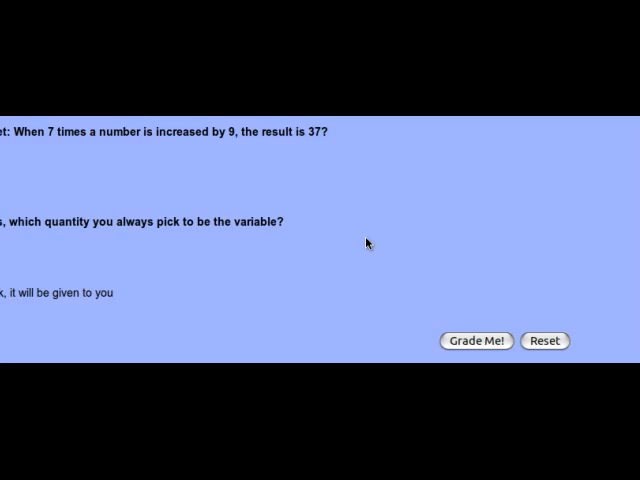 et: When 7 times a number is increased by 9, the result is 37?
s, which quantity you always pick to be the variable?
k, it will be given to you
Grade Me! Reset